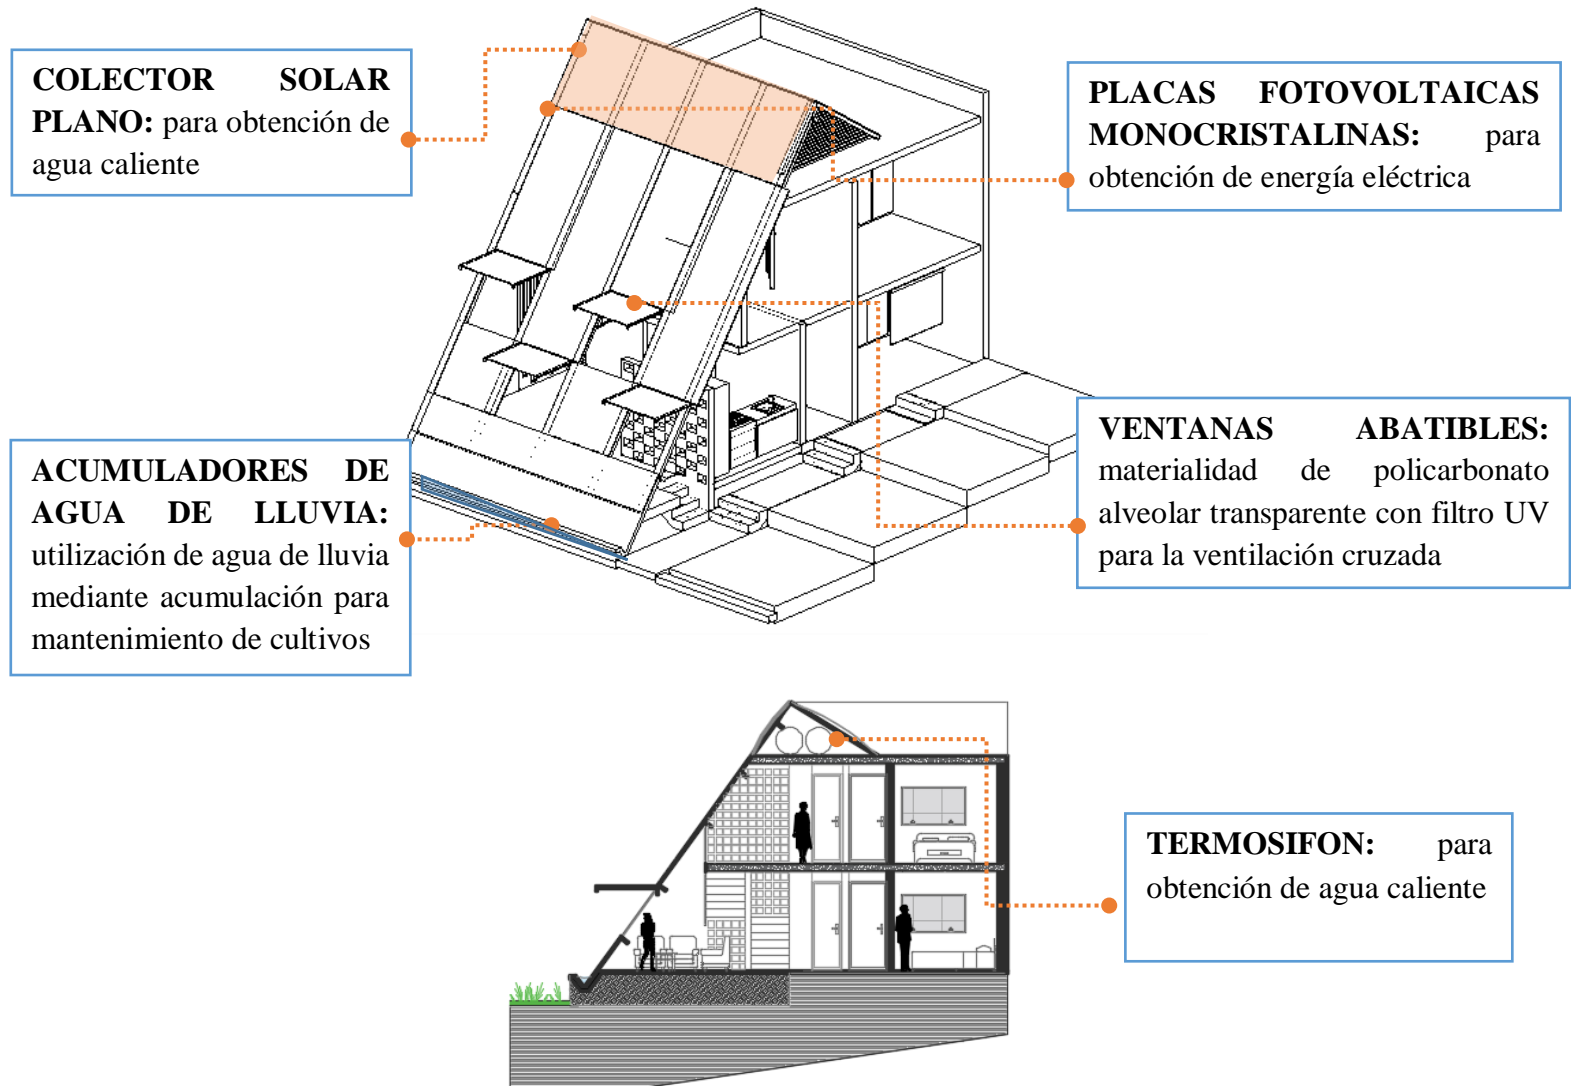 COLECTOR SOLAR
PLANO: para obtención de
agua caliente
PLACAS FOTOVOLTAICAS
MONOCRISTALINAS: para
obtención de energía eléctrica
VENTANAS ABATIBLES:
materialidad de policarbonato
alveolar transparente con filtro UV
para la ventilación cruzada
ACUMULADORES DE
AGUA DE LLUVIA:
utilización de agua de lluvia
mediante acumulación para
mantenimiento de cultivos
TERMOSIFON: para
obtención de agua caliente